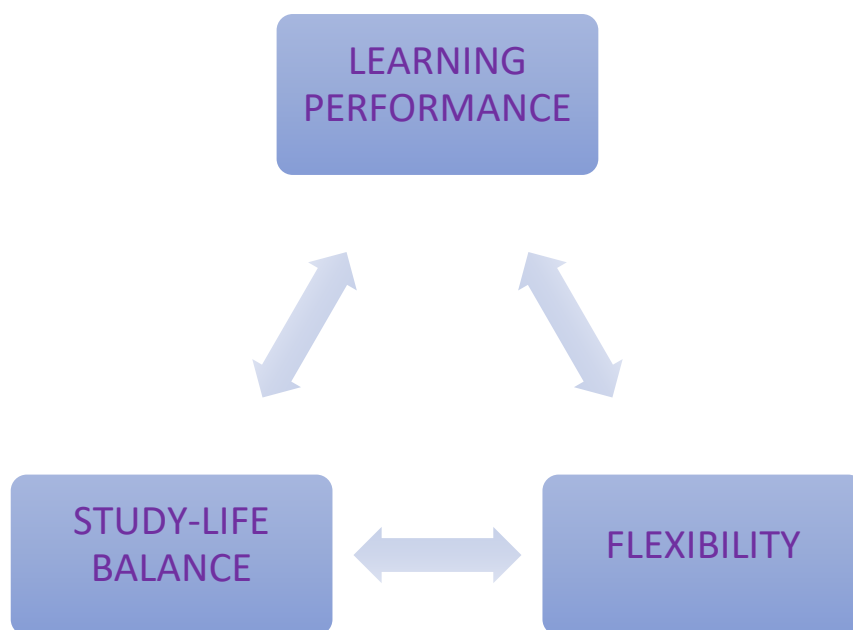 LEARNING
PERFORMANCE
STUDY-LIFE
BALANCE
FLEXIBILITY